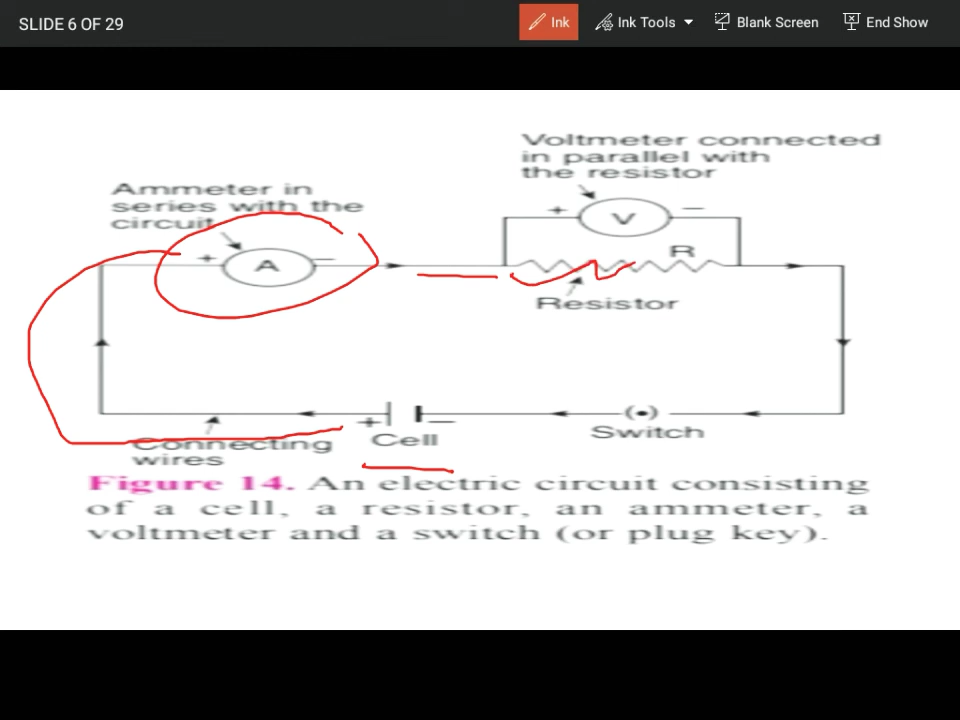 SLIDE 6 OF 29
Ink
Ink Tools
Blank Screen
End Show
Voltmeter connected
in parallel with
the resistor
Ammeter in
series with the
circuit
+ V −
+ A −
R
Resistor
+ −
Cell
(•)
Switch
Connecting
wires
Figure 14. An electric circuit consisting
of a cell, a resistor, an ammeter, a
voltmeter and a switch (or plug key).